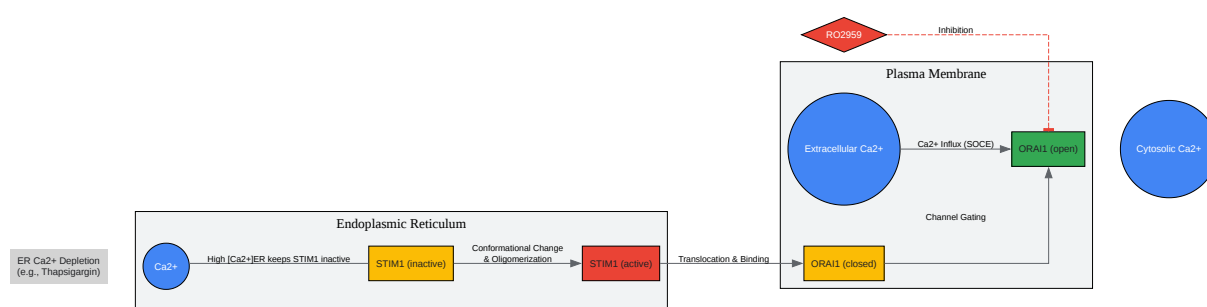 RO2959
Inhibition
Plasma Membrane
Extracellular Ca2+
Ca2+ Influx (SOCE)
ORAI1 (open)
Cytosolic Ca2+
Channel Gating
Endoplasmic Reticulum
ER Ca2+ Depletion
(e.g., Thapsigargin)
Ca2+
High [Ca2+]ER keeps STIM1 inactive
STIM1 (inactive)
Conformational Change
& Oligomerization
STIM1 (active)
Translocation & Binding
ORAI1 (closed)